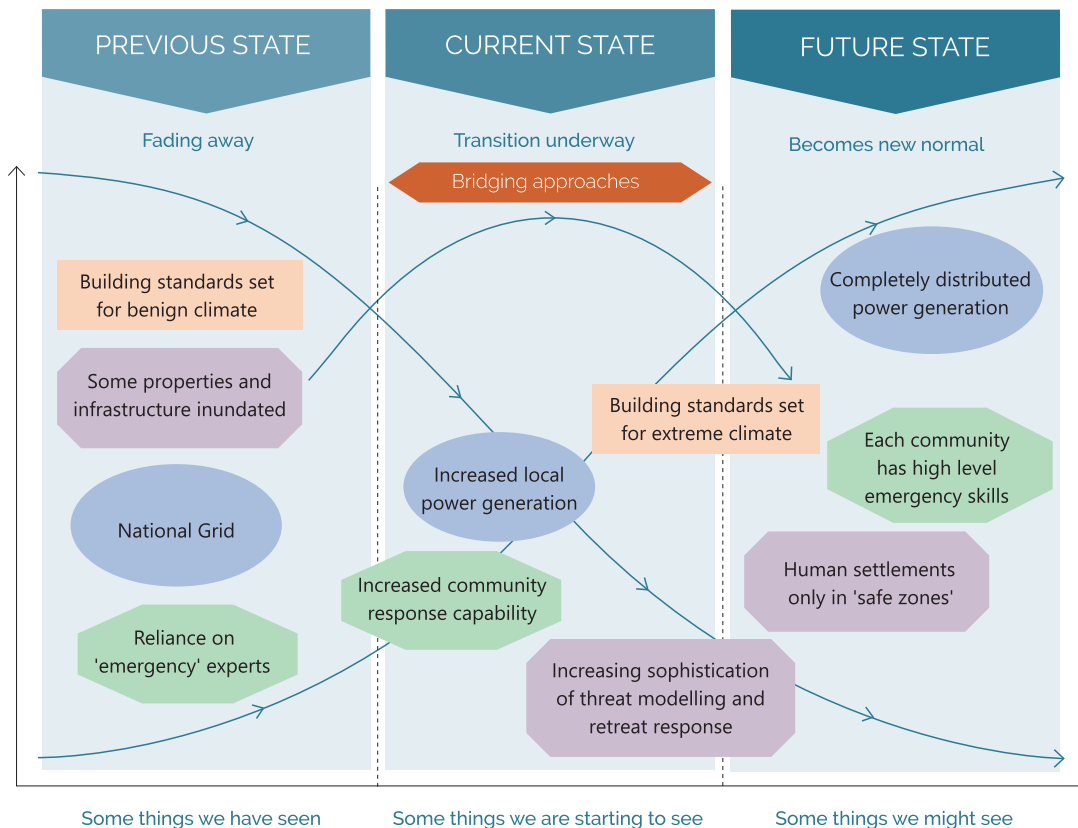 PREVIOUS STATE
CURRENT STATE
FUTURE STATE
Fading away
Transition underway
Becomes new normal
Bridging approaches
Building standards set
for benign climate
Some properties and
infrastructure inundated
National Grid
Reliance on
'emergency' experts
Increased local
power generation
Increased community
response capability
Building standards set
for extreme climate
Increasing sophistication
of threat modelling and
retreat response
Completely distributed
power generation
Each community
has high level
emergency skills
Human settlements
only in 'safe zones'
Some things we have seen
Some things we are starting to see
Some things we might see